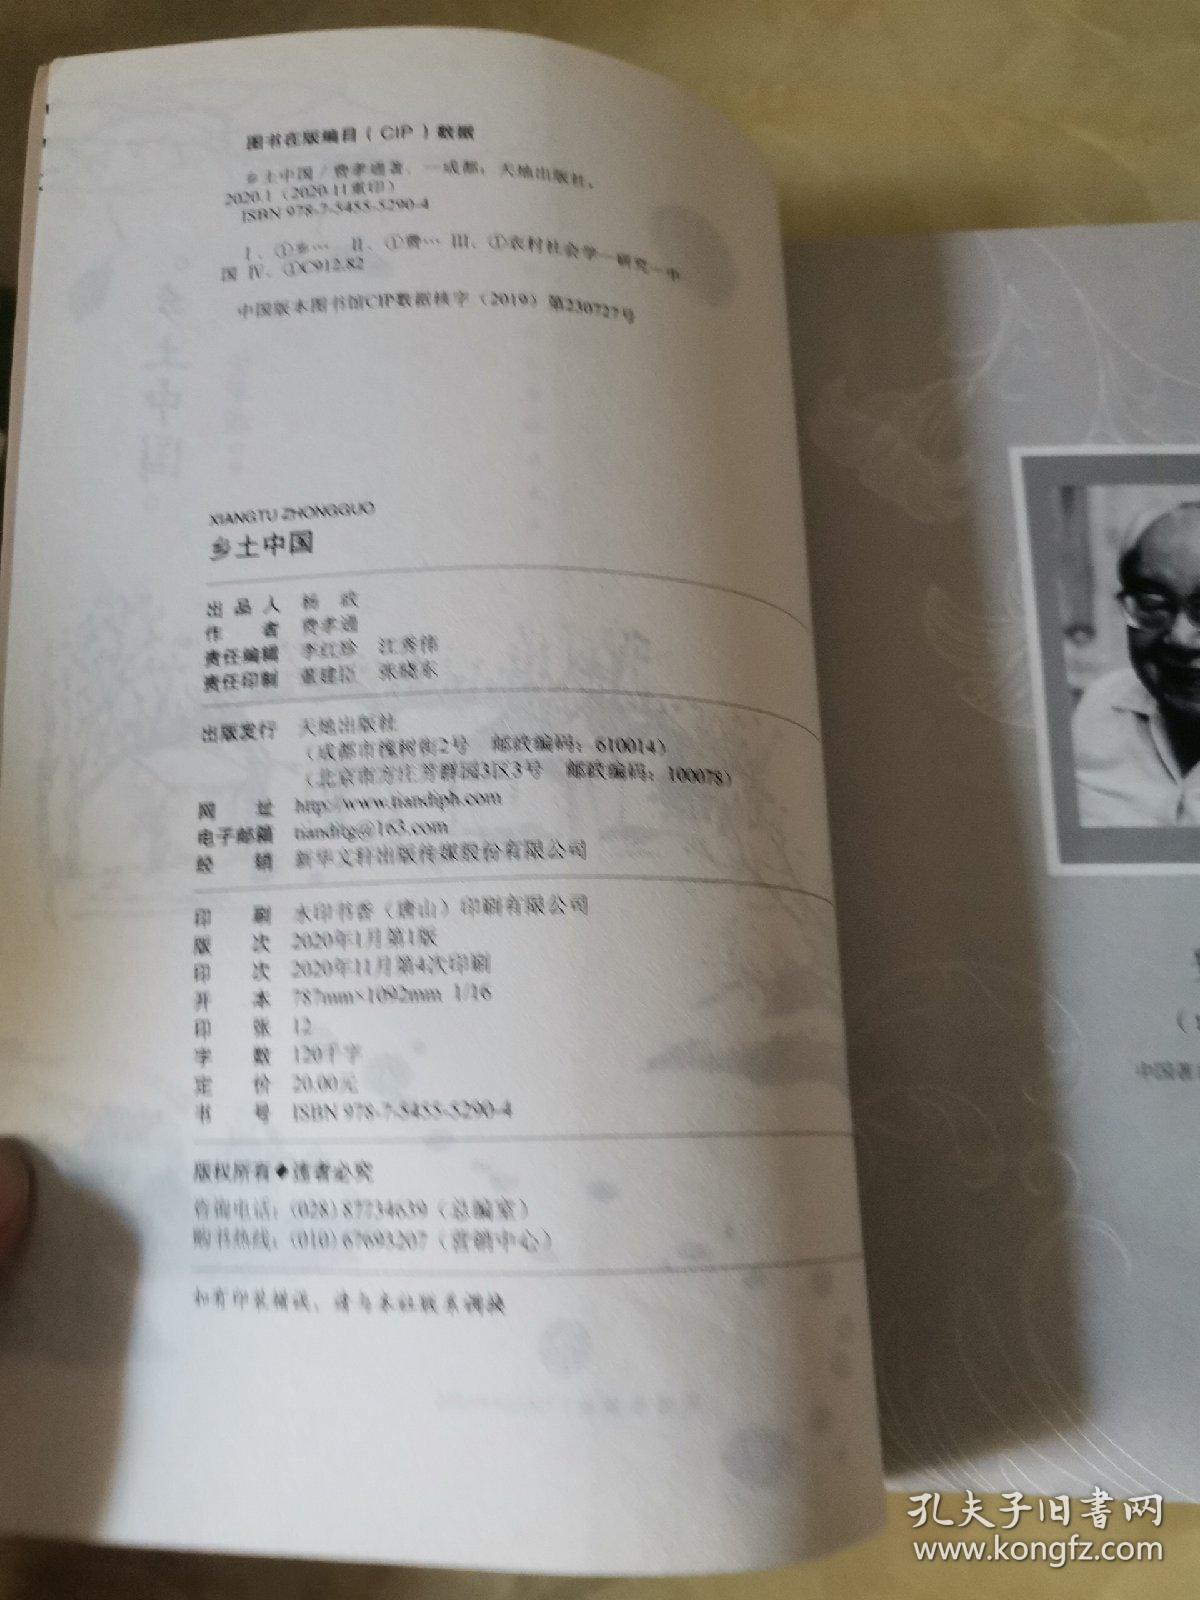 图书在版编目（CIP）数据
乡土中国／费孝通著．—成都：天地出版社，
2020.1（2020.11重印）
ISBN 978-7-5455-5290-4
Ⅰ．①乡… Ⅱ．①费… Ⅲ．①农村社会学—研究—中
国 Ⅳ．①C912.82
中国版本图书馆CIP数据核字（2019）第230727号
XIANGTU ZHONGGUO
乡土中国
出品人 杨 政
作者 费孝通
责任编辑 李红珍 江秀伟
责任印制 董建臣 张晓东
出版发行 天地出版社
（成都市槐树街2号 邮政编码：610014）
（北京市方庄芳群园3区3号 邮政编码：100078）
网址 http://www.tiandiph.com
电子邮箱 tianditg@163.com
经销 新华文轩出版传媒股份有限公司
印刷 水印书香（唐山）印刷有限公司
版次 2020年1月第1版
印次 2020年11月第4次印刷
开本 787mm×1092mm 1/16
印张 12
字数 120千字
定价 20.00元
书号 ISBN 978-7-5455-5290-4
版权所有◆违者必究
咨询电话：（028）87734639（总编室）
购书热线：（010）67693207（营销中心）
如有印装错误，请与本社联系调换
中国著
孔夫子旧书网
www.kongfz.com